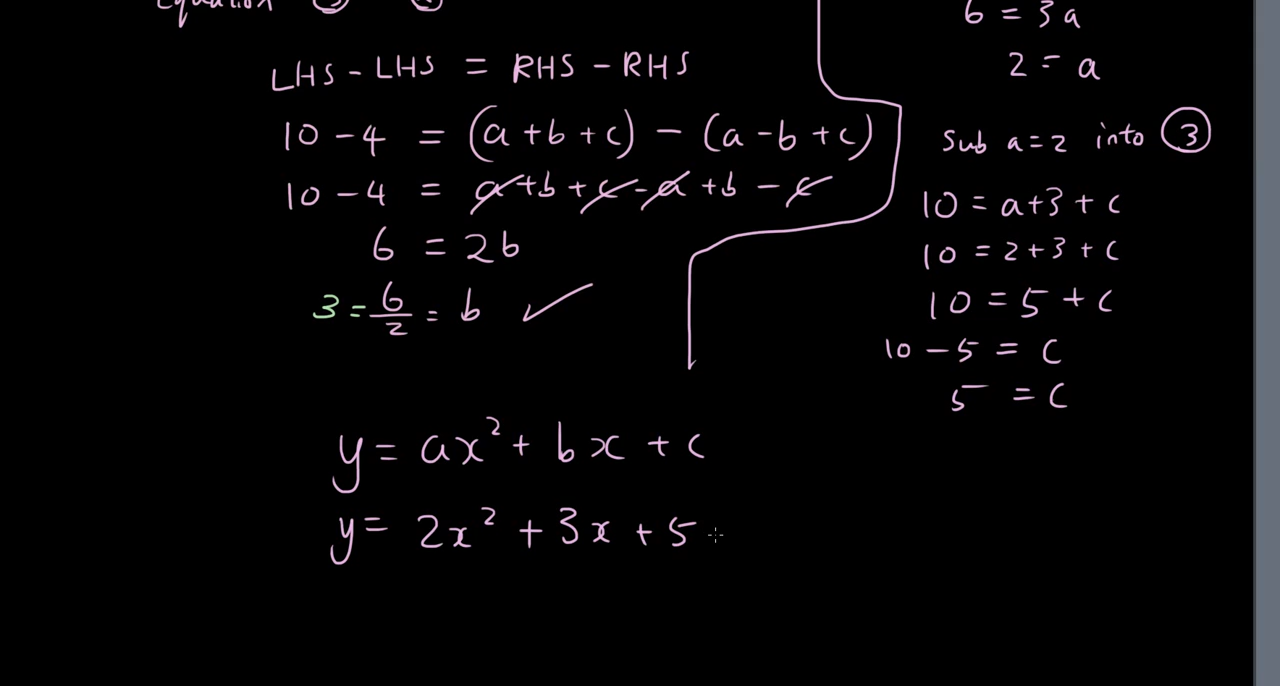 Equation
LHS - LHS = RHS - RHS
10 - 4 = (a + b + c) - (a - b + c)
10 - 4 = a + b + c - a + b - c
6 = 2b
3 = 6/2 = b ✓
6 = 3a
2 = a
Sub a = 2 into ③
10 = a + 3 + c
10 = 2 + 3 + c
10 = 5 + c
10 - 5 = c
5 = c
y = ax² + bx + c
y = 2x² + 3x + 5